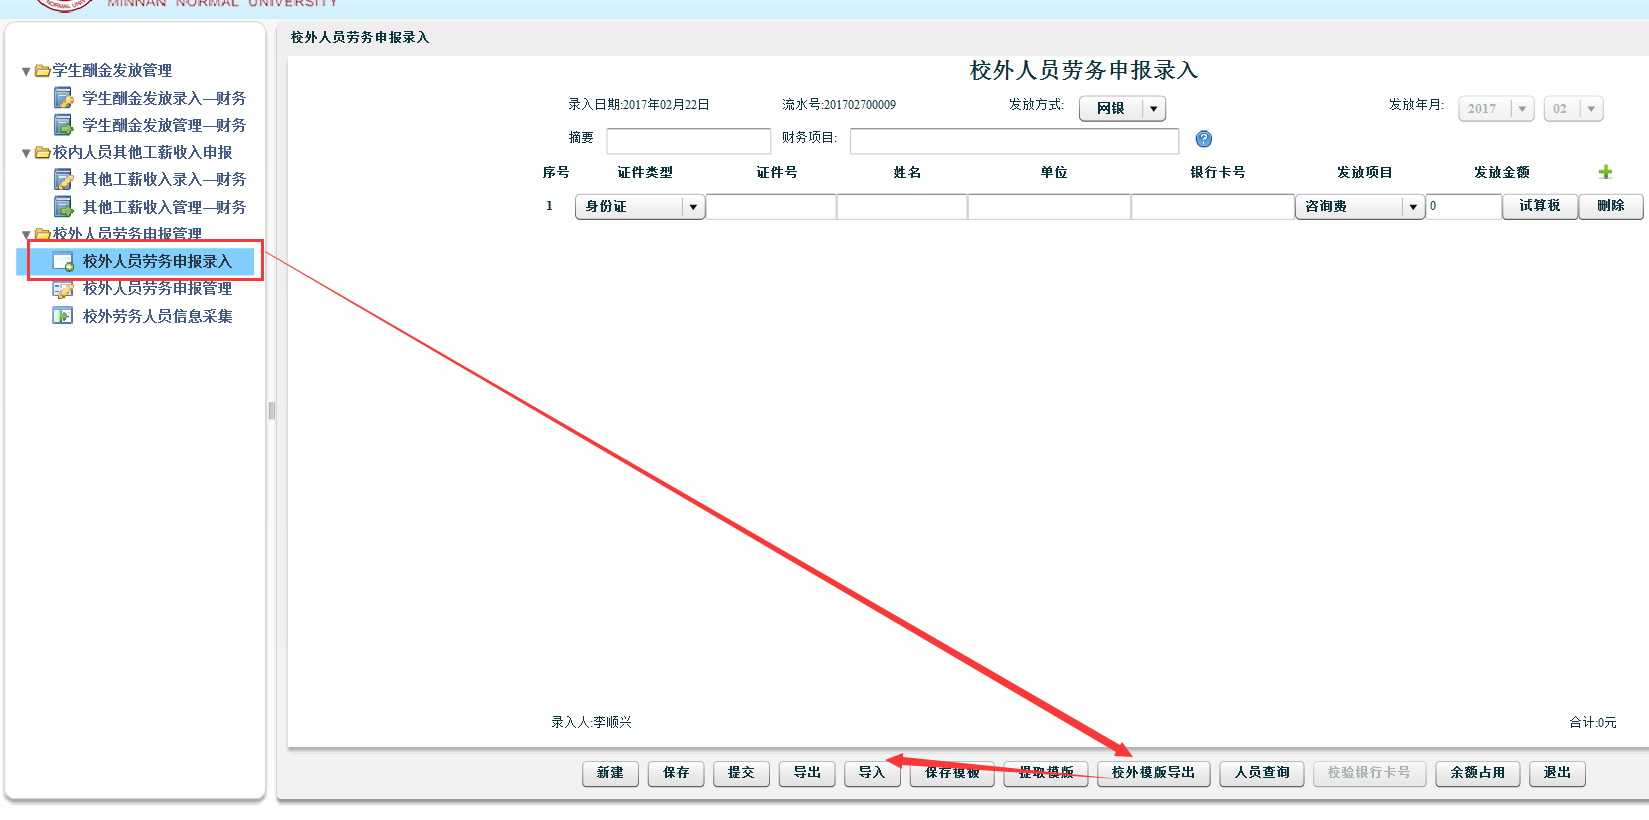 MINNAN NORMAL UNIVERSITY
学生酬金发放管理
学生酬金发放录入—财务
学生酬金发放管理—财务
校内人员其他工薪收入申报
其他工薪收入录入—财务
其他工薪收入管理—财务
校外人员劳务申报管理
校外人员劳务申报录入
校外人员劳务申报管理
校外劳务人员信息采集
校外人员劳务申报录入
校外人员劳务申报录入
录入日期:2017年02月22日 流水号:201702700009 发放方式: 网银 发放年月: 2017 02
摘要 财务项目:
序号 证件类型 证件号 姓名 单位 银行卡号 发放项目 发放金额
1 身份证 咨询费 0 试算税 删除
录入人:李顺兴 合计:0元
新建 保存 提交 导出 导入 保存模板 提取模版 校外模版导出 人员查询 校验银行卡号 余额占用 退出